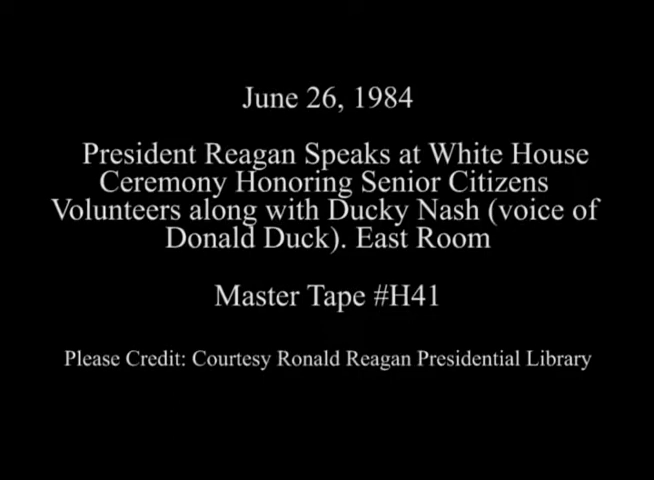 June 26, 1984
President Reagan Speaks at White House
Ceremony Honoring Senior Citizens
Volunteers along with Ducky Nash (voice of
Donald Duck). East Room
Master Tape #H41
Please Credit: Courtesy Ronald Reagan Presidential Library